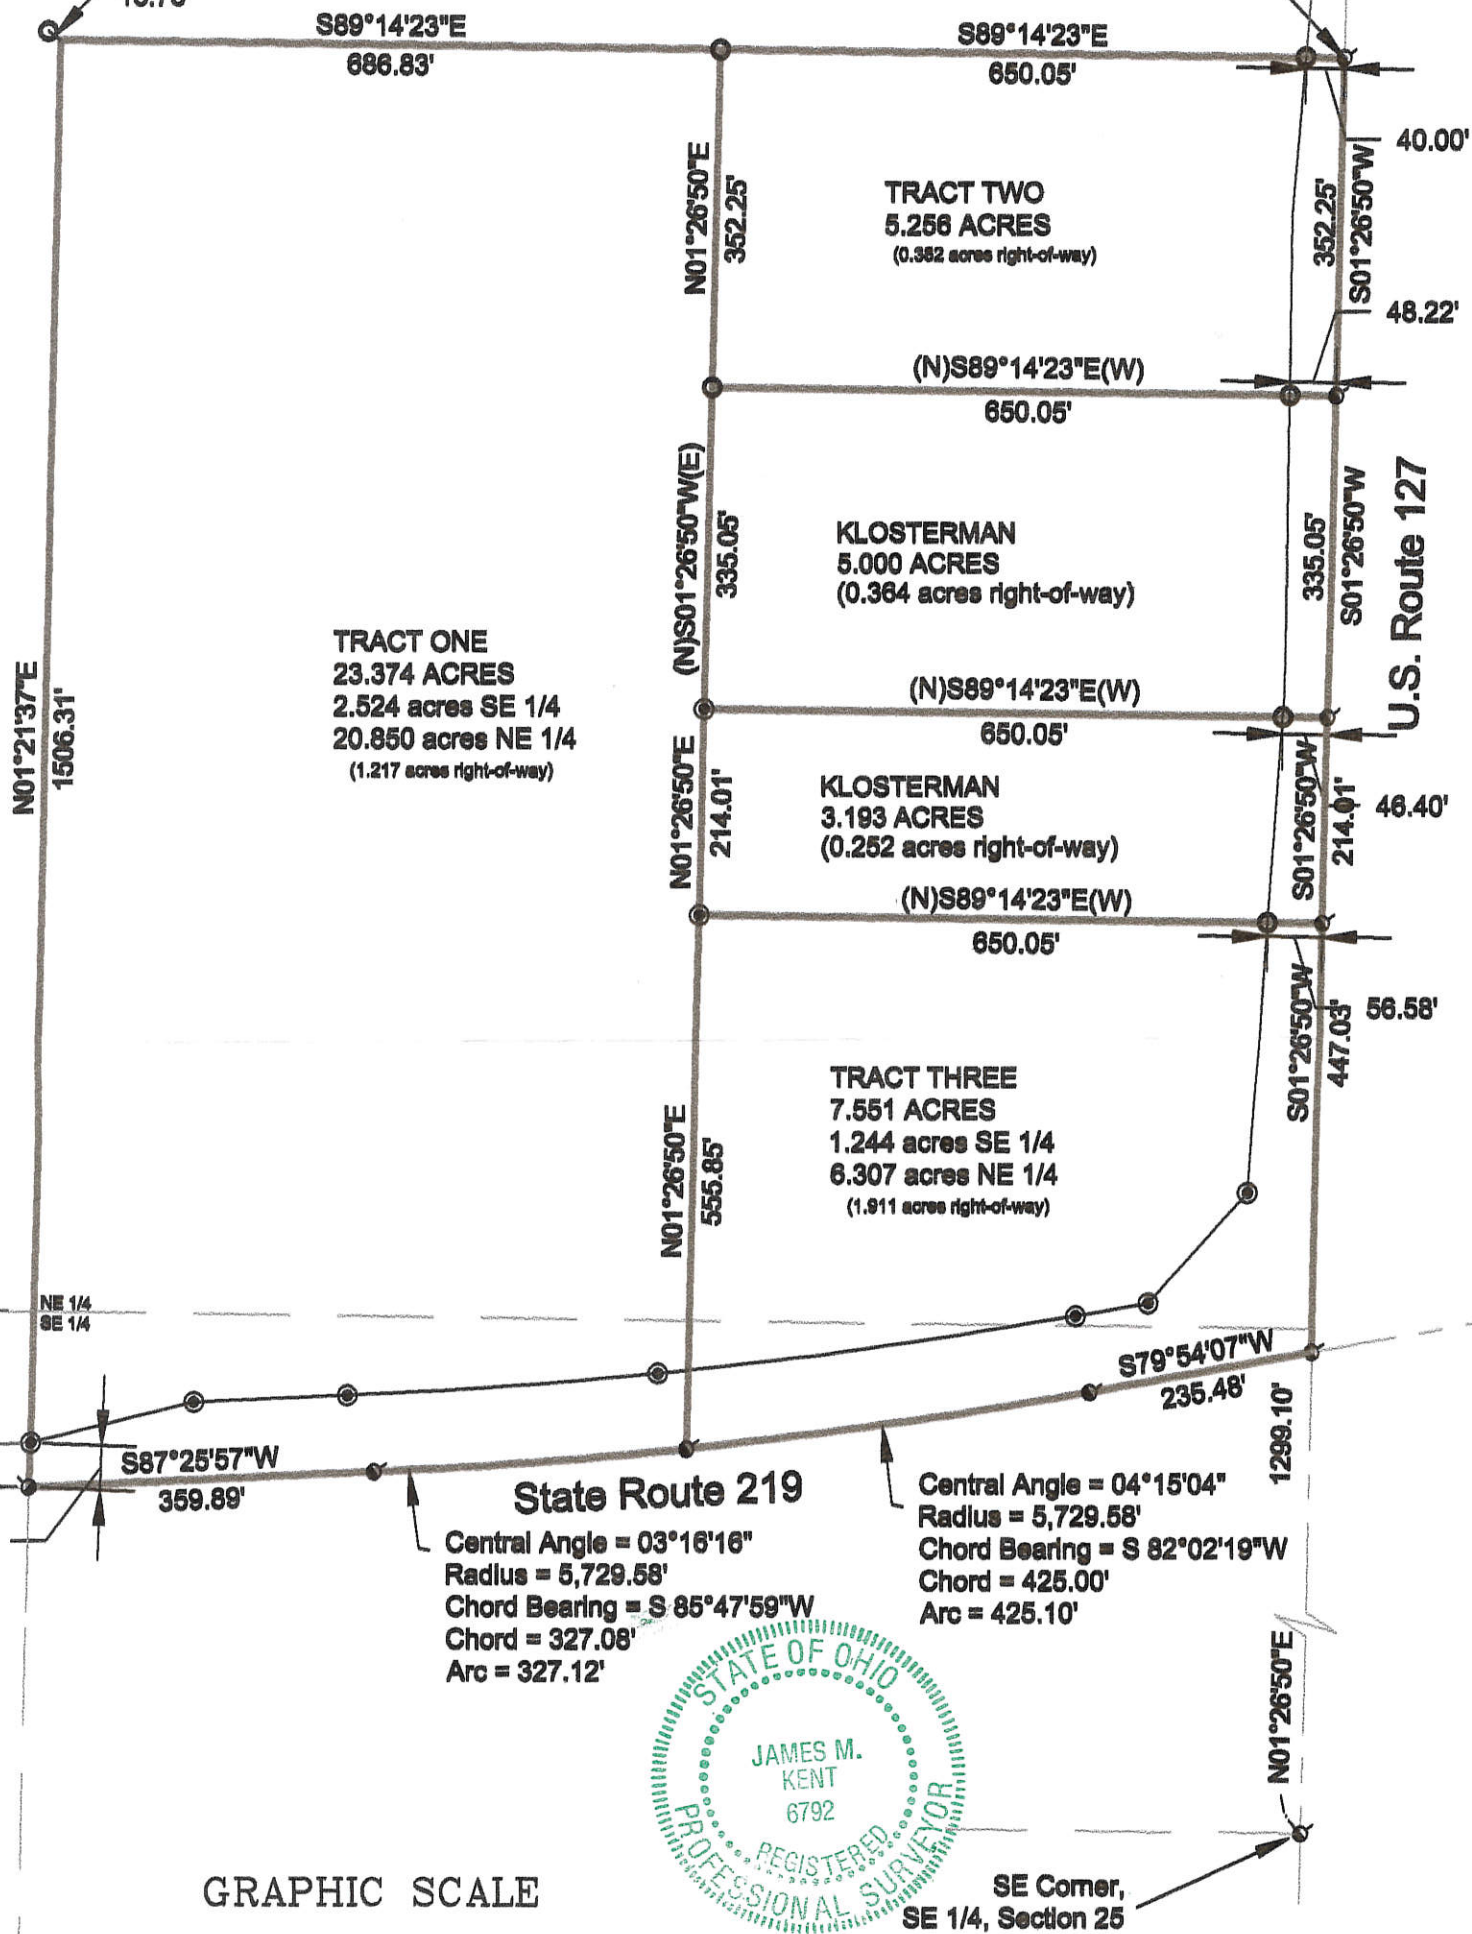 S89°14'23"E
686.83'
S89°14'23"E
650.05'
40.00'
N01°26'50"E
352.25'
TRACT TWO
5.256 ACRES
(0.382 acres right-of-way)
352.25'
S01°26'50"W
48.22'
(N)S89°14'23"E(W)
650.05'
(N)S01°26'50"W(E)
335.05'
KLOSTERMAN
5.000 ACRES
(0.364 acres right-of-way)
335.05'
S01°26'50"W
U.S. Route 127
N01°21'37"E
1506.31'
TRACT ONE
23.374 ACRES
2.524 acres SE 1/4
20.850 acres NE 1/4
(1.217 acres right-of-way)
(N)S89°14'23"E(W)
650.05'
N01°26'50"E
214.01'
KLOSTERMAN
3.193 ACRES
(0.252 acres right-of-way)
S01°26'50"W
214.01'
46.40'
(N)S89°14'23"E(W)
650.05'
S01°26'50"W
447.03'
56.58'
N01°26'50"E
555.85'
TRACT THREE
7.551 ACRES
1.244 acres SE 1/4
6.307 acres NE 1/4
(1.911 acres right-of-way)
NE 1/4
SE 1/4
S79°54'07"W
235.48'
S87°25'57"W
359.89'
State Route 219
1299.10'
Central Angle = 03°16'16"
Radius = 5,729.58'
Chord Bearing = S 85°47'59"W
Chord = 327.08'
Arc = 327.12'
Central Angle = 04°15'04"
Radius = 5,729.58'
Chord Bearing = S 82°02'19"W
Chord = 425.00'
Arc = 425.10'
N01°26'50"E
STATE OF OHIO
JAMES M.
KENT
6792
REGISTERED
PROFESSIONAL SURVEYOR
GRAPHIC SCALE
SE Corner,
SE 1/4, Section 25